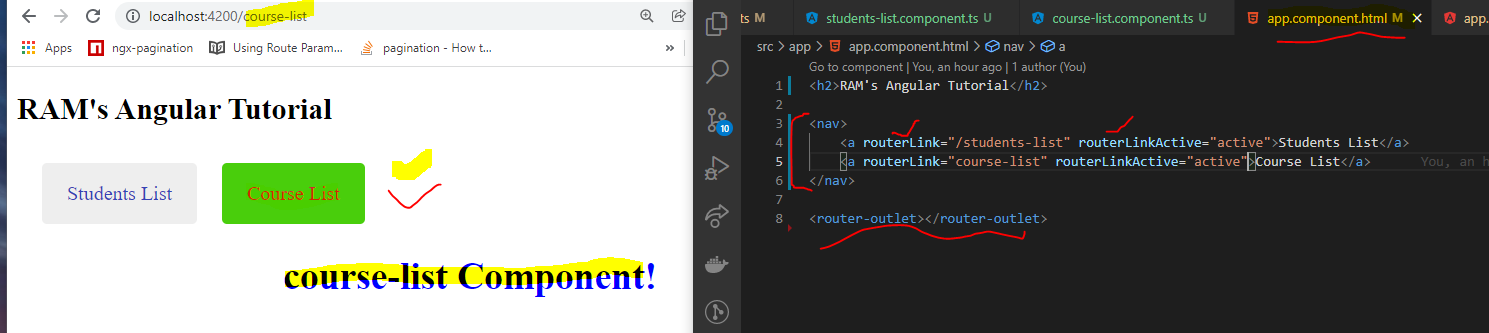 localhost:4200/course-list
Apps ngx-pagination Using Route Param... pagination - How t... »
RAM's Angular Tutorial
Students List Course List
course-list Component!
ts M students-list.component.ts U course-list.component.ts U app.component.html M × app.
src > app > app.component.html > nav > a
Go to component | You, an hour ago | 1 author (You)
1 <h2>RAM's Angular Tutorial</h2>
2
3 <nav>
4 <a routerLink="/students-list" routerLinkActive="active">Students List</a>
5 <a routerLink="course-list" routerLinkActive="active">Course List</a> You, an h
6 </nav>
7
8 <router-outlet></router-outlet>
10